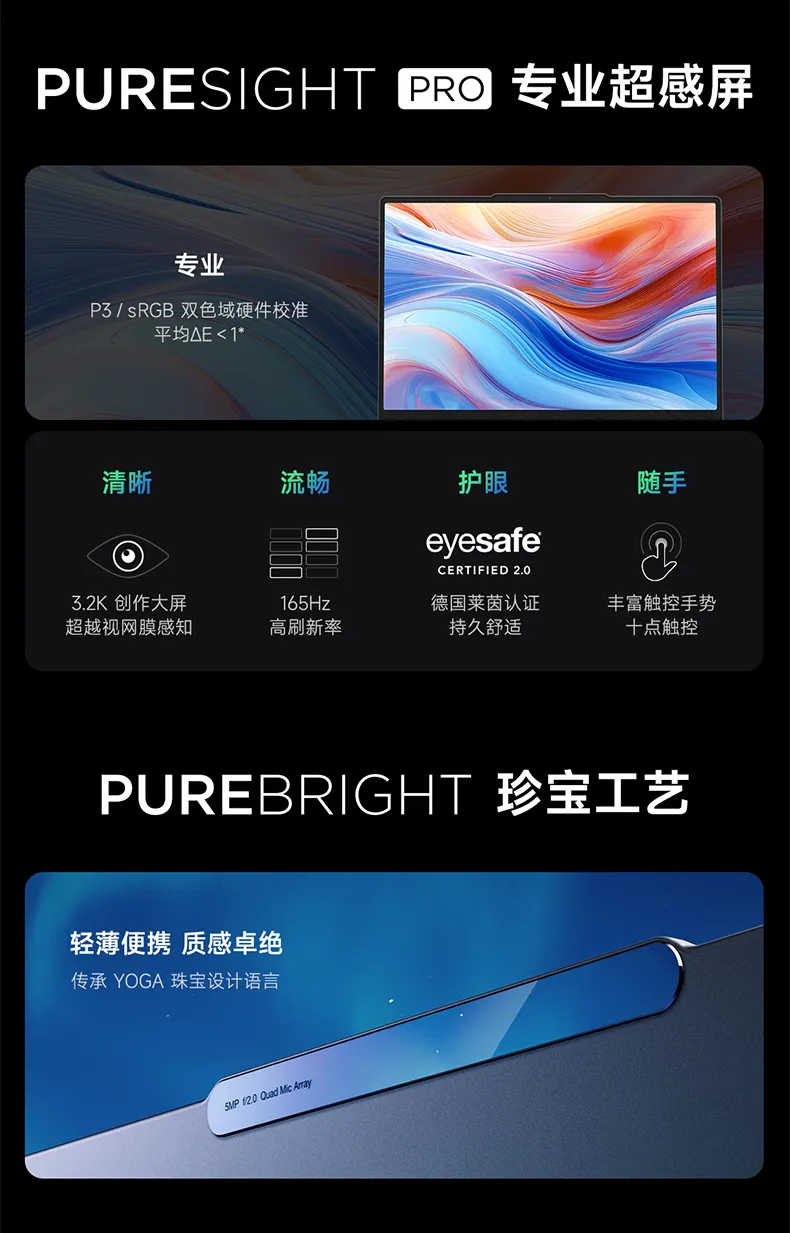 PURESIGHT PRO 专业超感屏
专业
P3 / sRGB 双色域硬件校准
平均ΔE < 1*
清晰
流畅
护眼
随手
eyesafe®
CERTIFIED 2.0
3.2K 创作大屏
超越视网膜感知
165Hz
高刷新率
德国莱茵认证
持久舒适
丰富触控手势
十点触控
PUREBRIGHT 珍宝工艺
轻薄便携 质感卓绝
传承 YOGA 珠宝设计语言
5MP f/2.0 Quad Mic Array